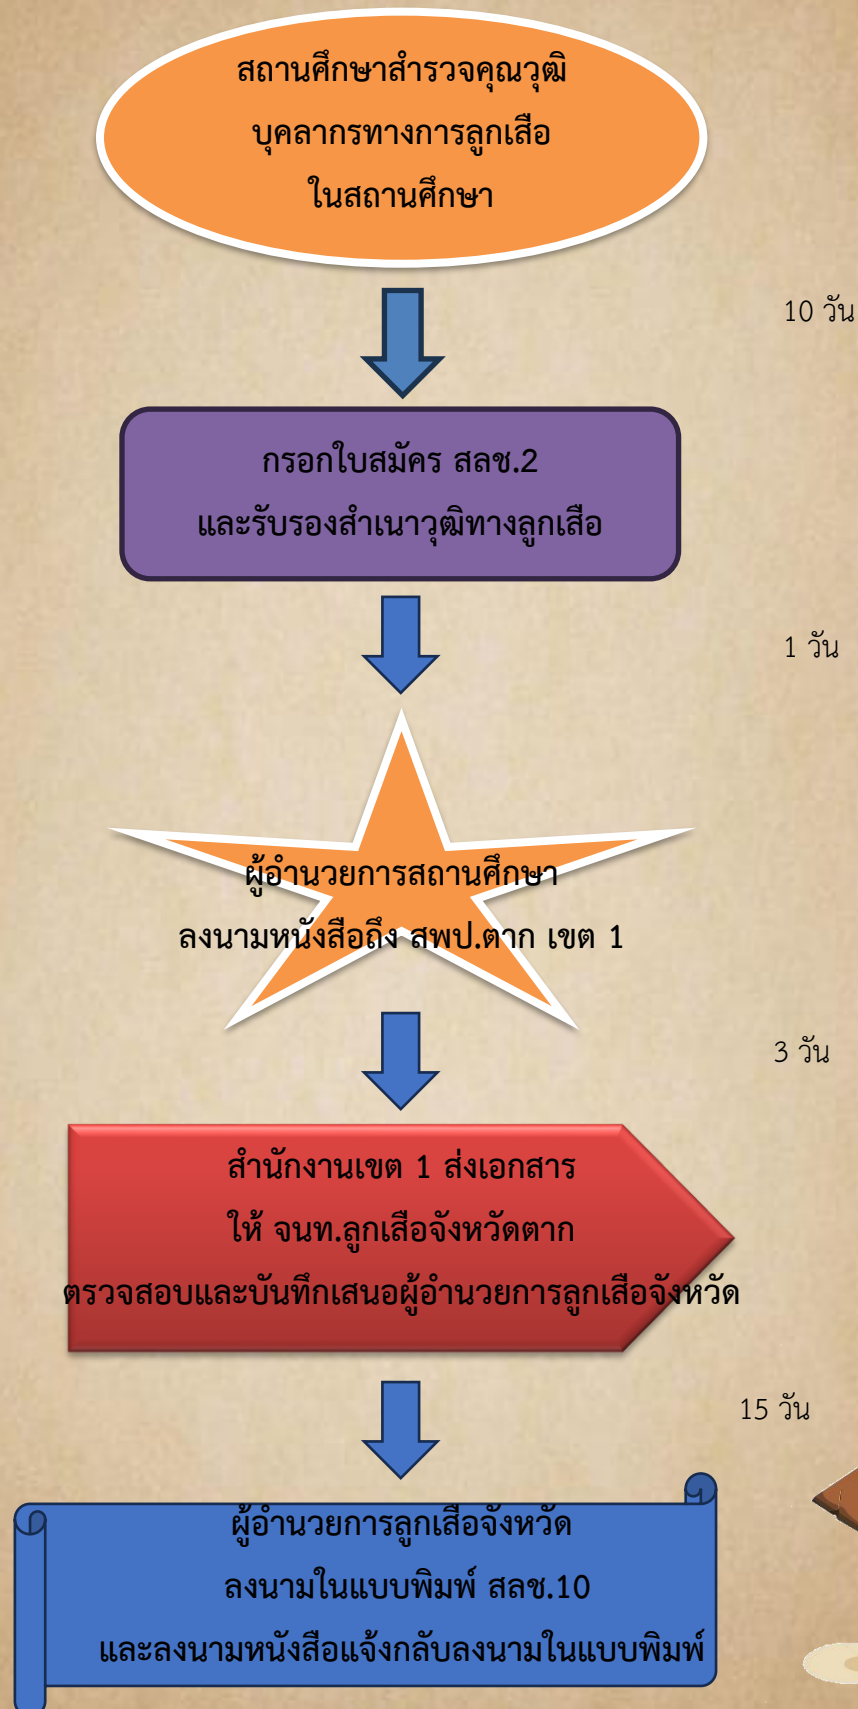 สถานศึกษาสำรวจคุณวุฒิ
บุคลากรทางการลูกเสือ
ในสถานศึกษา
10 วัน
กรอกใบสมัคร สลช.2
และรับรองสำเนาวุฒิทางลูกเสือ
1 วัน
ผู้อำนวยการสถานศึกษา
ลงนามหนังสือถึง สพป.ตาก เขต 1
3 วัน
สำนักงานเขต 1 ส่งเอกสาร
ให้ จนท.ลูกเสือจังหวัดตาก
ตรวจสอบและบันทึกเสนอผู้อำนวยการลูกเสือจังหวัด
15 วัน
ผู้อำนวยการลูกเสือจังหวัด
ลงนามในแบบพิมพ์ สลช.10
และลงนามหนังสือแจ้งกลับลงนามในแบบพิมพ์